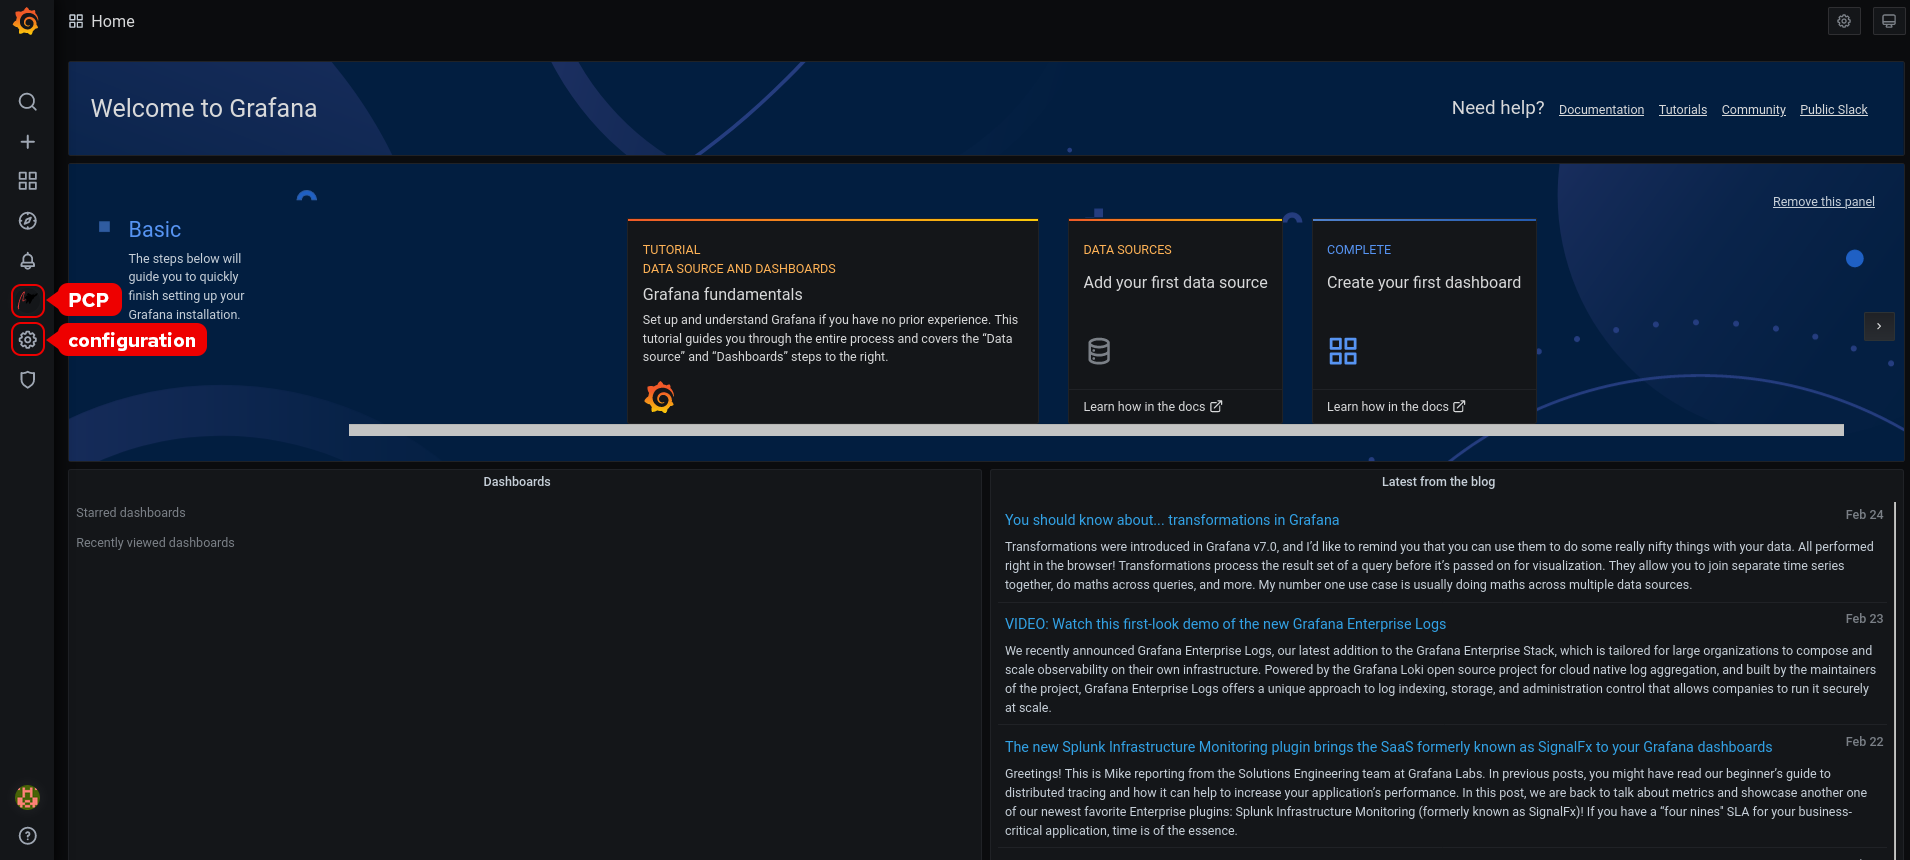 Home
Welcome to Grafana
Need help? Documentation Tutorials Community Public Slack
Remove this panel
Basic
The steps below will
guide you to quickly
finish setting up your
Grafana installation.
PCP
configuration
TUTORIAL
DATA SOURCE AND DASHBOARDS
Grafana fundamentals
Set up and understand Grafana if you have no prior experience. This
tutorial guides you through the entire process and covers the “Data
source” and “Dashboards” steps to the right.
DATA SOURCES
Add your first data source
Learn how in the docs
COMPLETE
Create your first dashboard
Learn how in the docs
Dashboards
Starred dashboards
Recently viewed dashboards
Latest from the blog
You should know about... transformations in Grafana
Feb 24
Transformations were introduced in Grafana v7.0, and I’d like to remind you that you can use them to do some really nifty things with your data. All performed
right in the browser! Transformations process the result set of a query before it’s passed on for visualization. They allow you to join separate time series
together, do maths across queries, and more. My number one use case is usually doing maths across multiple data sources.
VIDEO: Watch this first-look demo of the new Grafana Enterprise Logs
Feb 23
We recently announced Grafana Enterprise Logs, our latest addition to the Grafana Enterprise Stack, which is tailored for large organizations to compose and
scale observability on their own infrastructure. Powered by the Grafana Loki open source project for cloud native log aggregation, and built by the maintainers
of the project, Grafana Enterprise Logs offers a unique approach to log indexing, storage, and administration control that allows companies to run it securely
at scale.
The new Splunk Infrastructure Monitoring plugin brings the SaaS formerly known as SignalFx to your Grafana dashboards
Feb 22
Greetings! This is Mike reporting from the Solutions Engineering team at Grafana Labs. In previous posts, you might have read our beginner’s guide to
distributed tracing and how it can help to increase your application’s performance. In this post, we are back to talk about metrics and showcase another one
of our newest favorite Enterprise plugins: Splunk Infrastructure Monitoring (formerly known as SignalFx)! If you have a “four nines” SLA for your business-
critical application, time is of the essence.